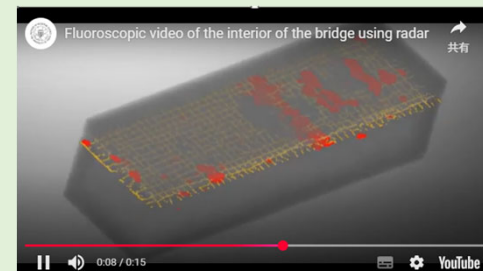 Fluoroscopic video of the interior of the bridge using radar
共有
0:08 / 0:15
YouTube